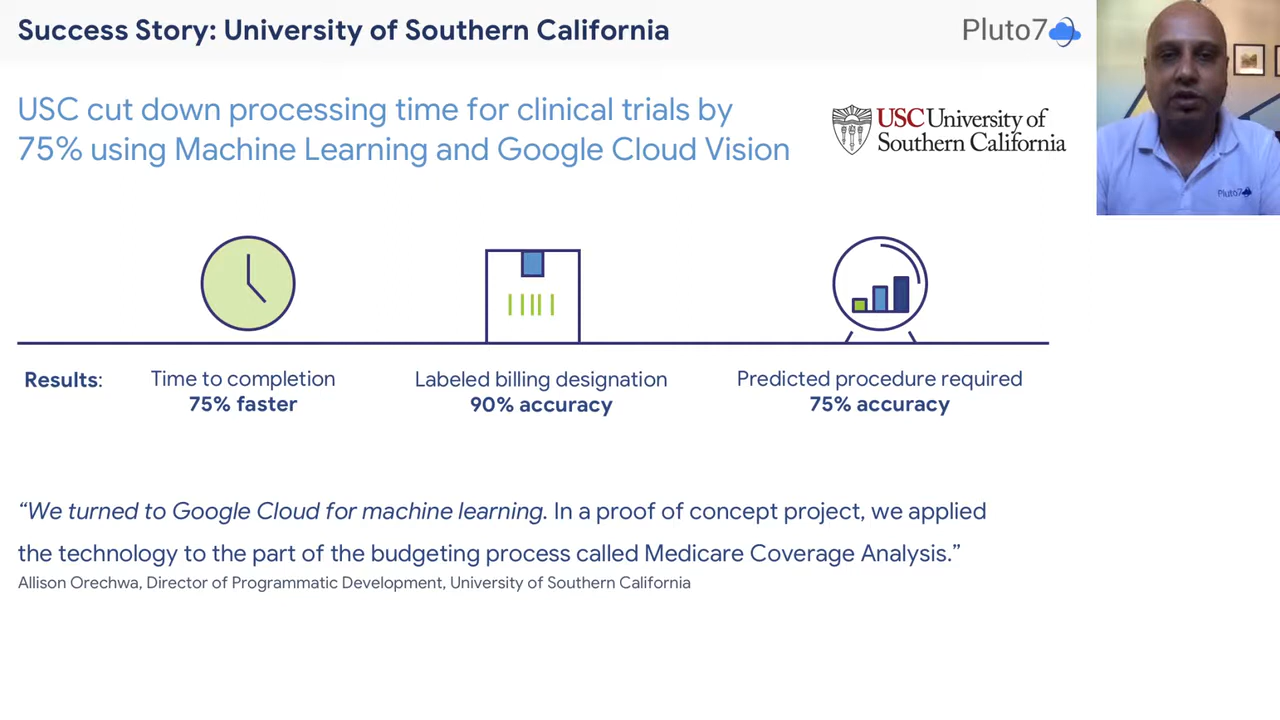 Success Story: University of Southern California
Pluto7
USC cut down processing time for clinical trials by
75% using Machine Learning and Google Cloud Vision
USC University of
Southern California
Pluto7
Results:
Time to completion
75% faster
Labeled billing designation
90% accuracy
Predicted procedure required
75% accuracy
“We turned to Google Cloud for machine learning. In a proof of concept project, we applied
the technology to the part of the budgeting process called Medicare Coverage Analysis.”
Allison Orechwa, Director of Programmatic Development, University of Southern California